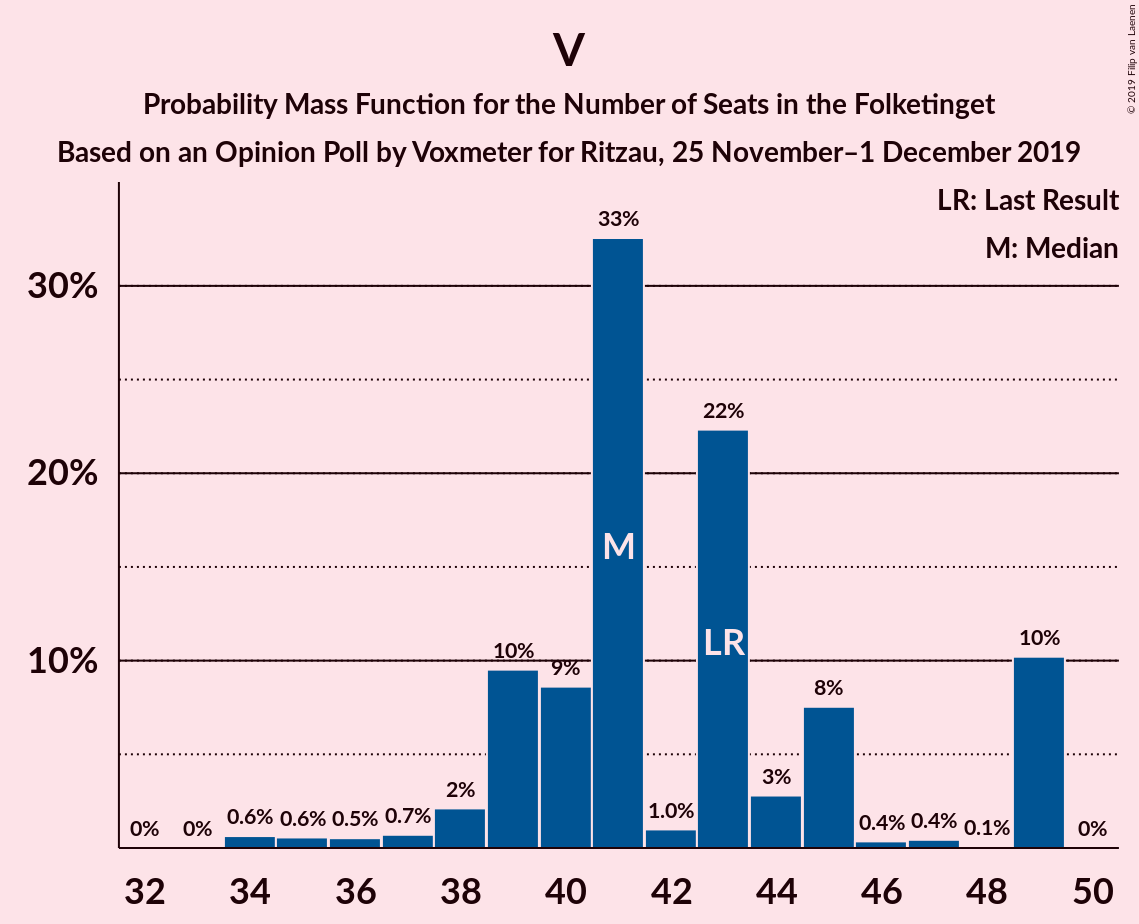 V
Probability Mass Function for the Number of Seats in the Folketinget
Based on an Opinion Poll by Voxmeter for Ritzau, 25 November–1 December 2019
© 2019 Filip van Laenen
LR: Last Result
M: Median
30%
20%
10%
0%
0%
0.6%
0.6%
0.5%
0.7%
2%
10%
9%
33%
1.0%
22%
3%
8%
0.4%
0.4%
0.1%
10%
0%
M
LR
32 34 36 38 40 42 44 46 48 50